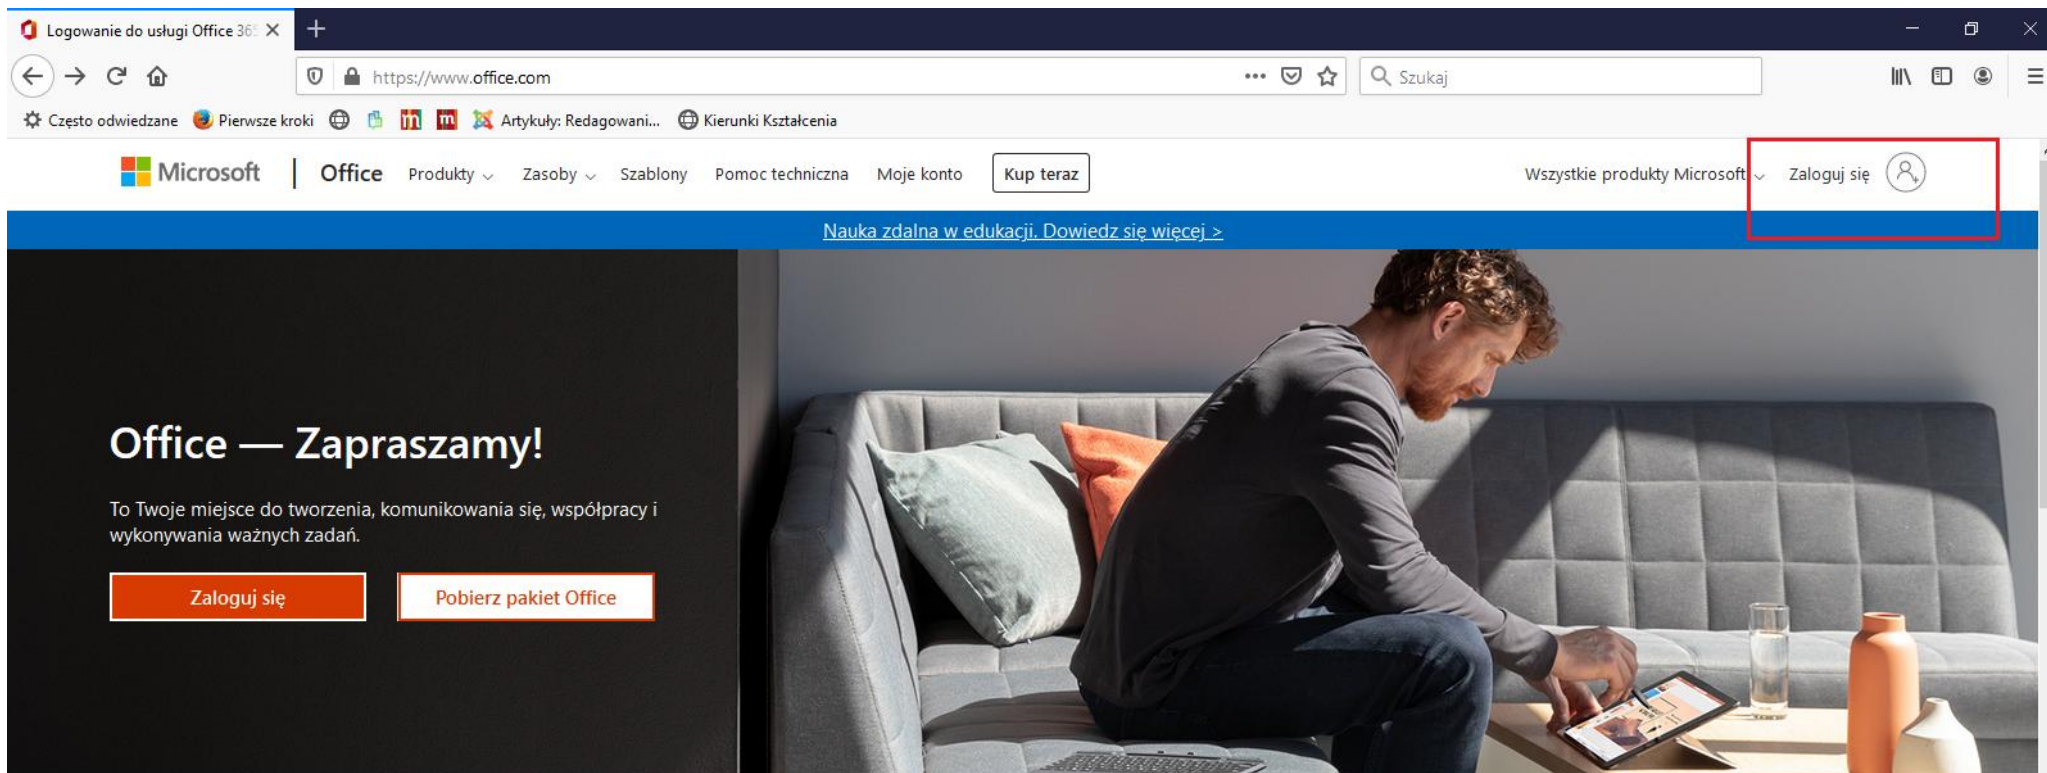 Logowanie do usługi Office 365
https://www.office.com
Szukaj
Często odwiedzane Pierwsze kroki Artykuły: Redagowani... Kierunki Kształcenia
Microsoft Office Produkty Zasoby Szablony Pomoc techniczna Moje konto Kup teraz Wszystkie produkty Microsoft Zaloguj się
Nauka zdalna w edukacji. Dowiedz się więcej >
Office — Zapraszamy!
To Twoje miejsce do tworzenia, komunikowania się, współpracy i
wykonywania ważnych zadań.
Zaloguj się Pobierz pakiet Office